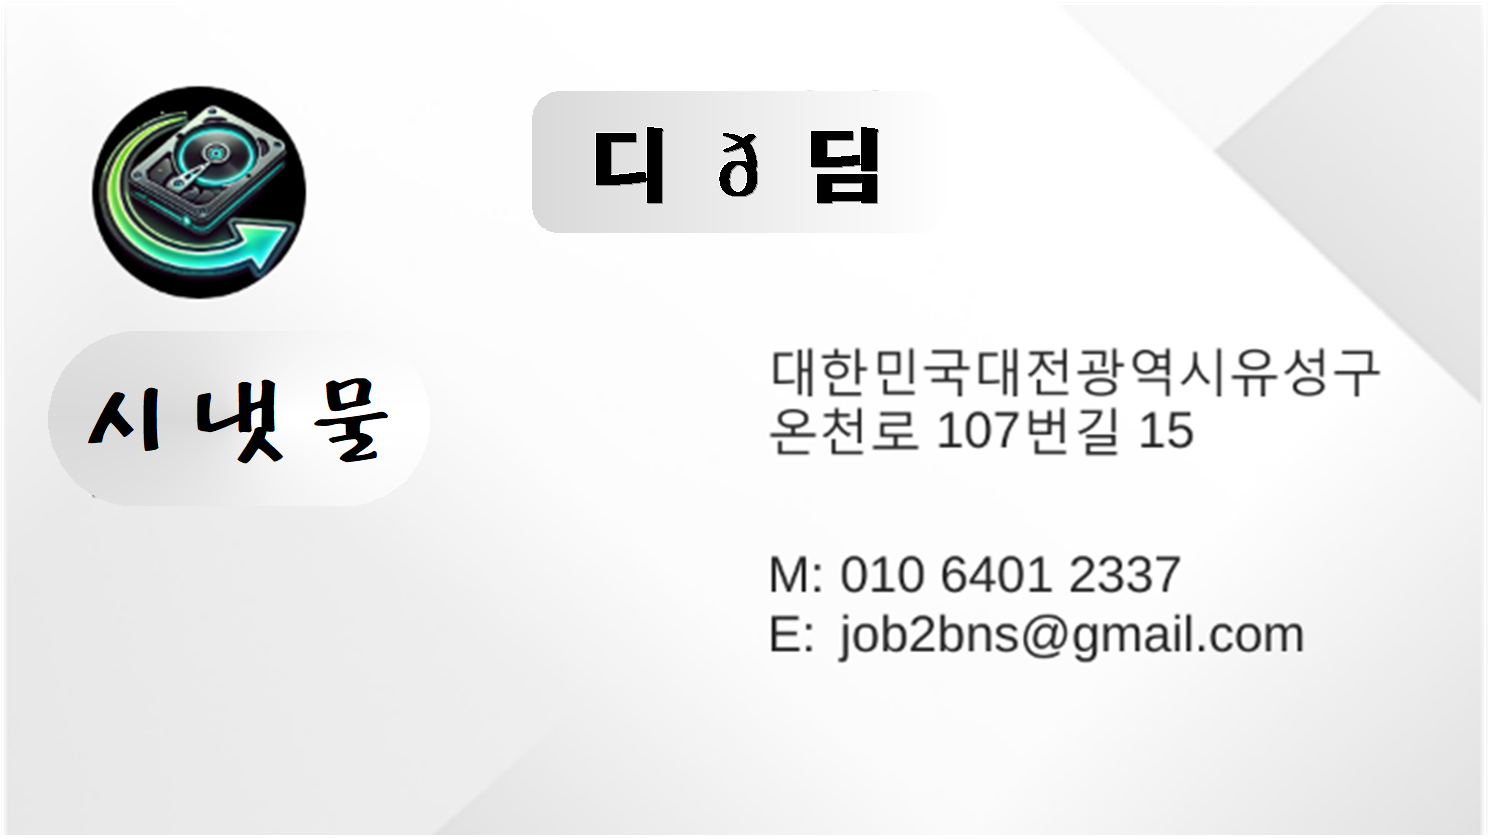 디 ð 딤
시 냇 물
대한민국대전광역시유성구
온천로 107번길 15
M: 010 6401 2337
E: job2bns@gmail.com